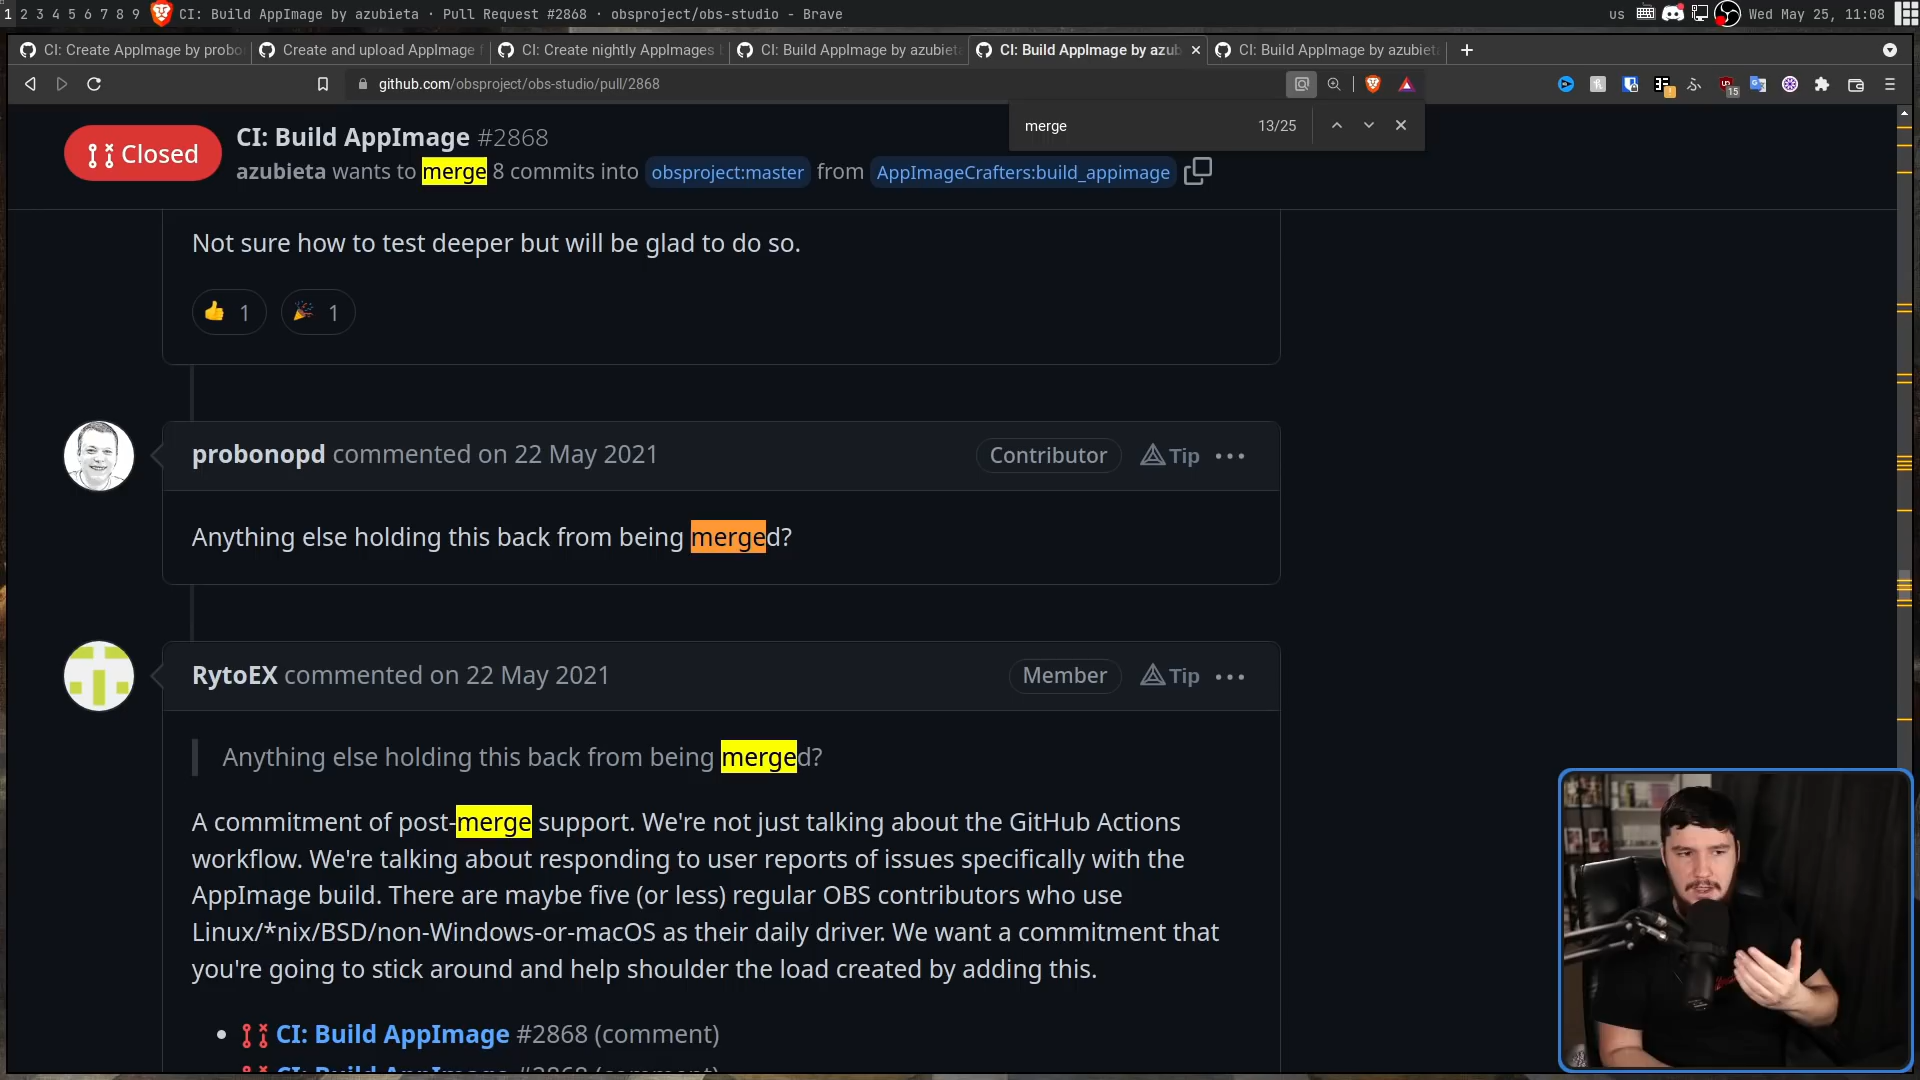 1 2 3 4 5 6 7 8 9 CI: Build AppImage by azubieta · Pull Request #2868 · obsproject/obs-studio - Brave
us Wed May 25, 11:08
CI: Create AppImage by probo
Create and upload AppImage f
CI: Create nightly AppImages
CI: Build AppImage by azubieta
CI: Build AppImage by azub
CI: Build AppImage by azubieta
github.com/obsproject/obs-studio/pull/2868
15
merge 13/25
Closed
CI: Build AppImage #2868
azubieta wants to merge 8 commits into obsproject:master from AppImageCrafters:build_appimage
Not sure how to test deeper but will be glad to do so.
👍 1 🎉 1
probonopd commented on 22 May 2021
Contributor Tip
Anything else holding this back from being merged?
RytoEX commented on 22 May 2021
Member Tip
Anything else holding this back from being merged?
A commitment of post-merge support. We're not just talking about the GitHub Actions
workflow. We're talking about responding to user reports of issues specifically with the
AppImage build. There are maybe five (or less) regular OBS contributors who use
Linux/*nix/BSD/non-Windows-or-macOS as their daily driver. We want a commitment that
you're going to stick around and help shoulder the load created by adding this.
• CI: Build AppImage #2868 (comment)
CI: Build AppImage #2868 (comment)